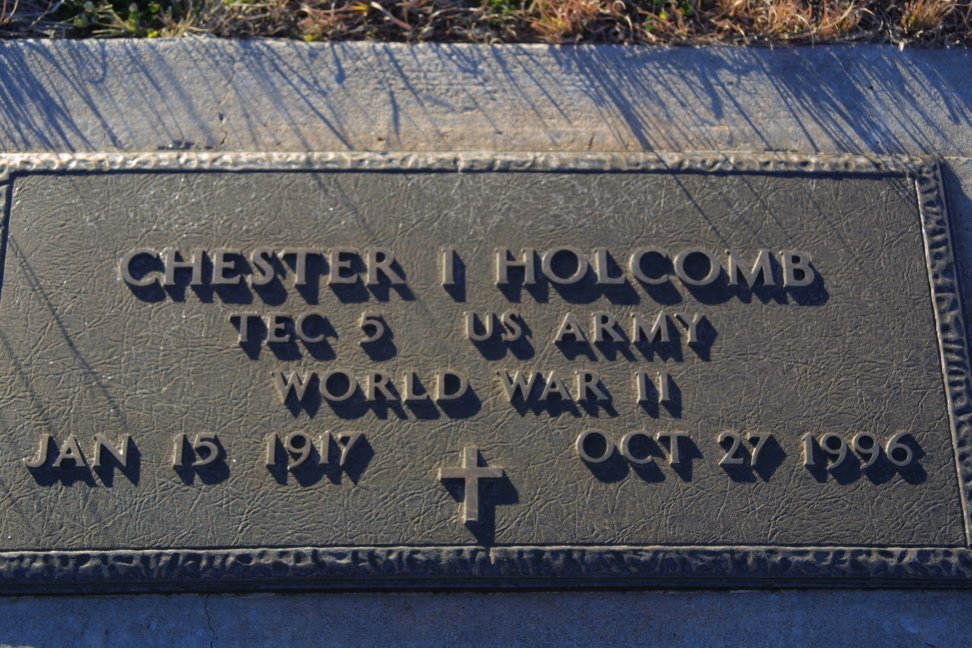 CHESTER I HOLCOMB
TEC 5 US ARMY
WORLD WAR II
JAN 15 1917 OCT 27 1996